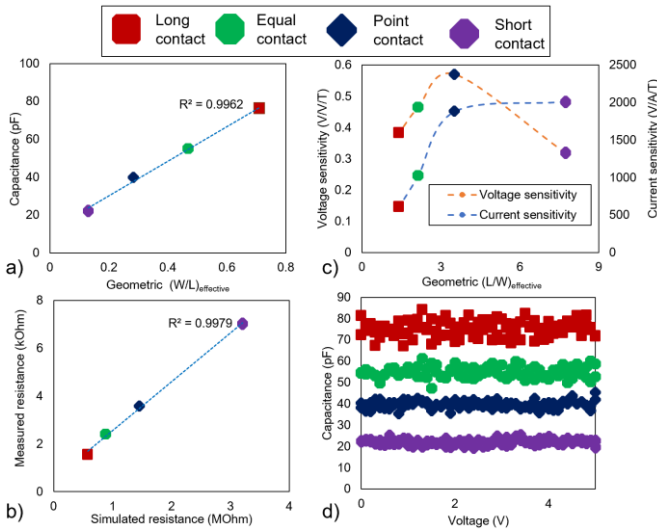 Long contact
Equal contact
Point contact
Short contact
a)
Capacitance (pF)
100
80
60
40
20
0
R² = 0.9962
0
0.2
0.4
0.6
0.8
Geometric (W/L)effective
c)
Voltage sensitivity (V/V/T)
0.6
0.5
0.4
0.3
0.2
0.1
0
2500
2000
1500
1000
500
0
Current sensitivity (V/A/T)
Voltage sensitivity
Current sensitivity
0
3
6
9
Geometric (L/W)effective
b)
Measured resistance (kOhm)
8
6
4
2
0
R² = 0.9979
0
1
2
3
4
Simulated resistance (MOhm)
d)
Capacitance (pF)
90
80
70
60
50
40
30
20
10
0
0
2
4
Voltage (V)